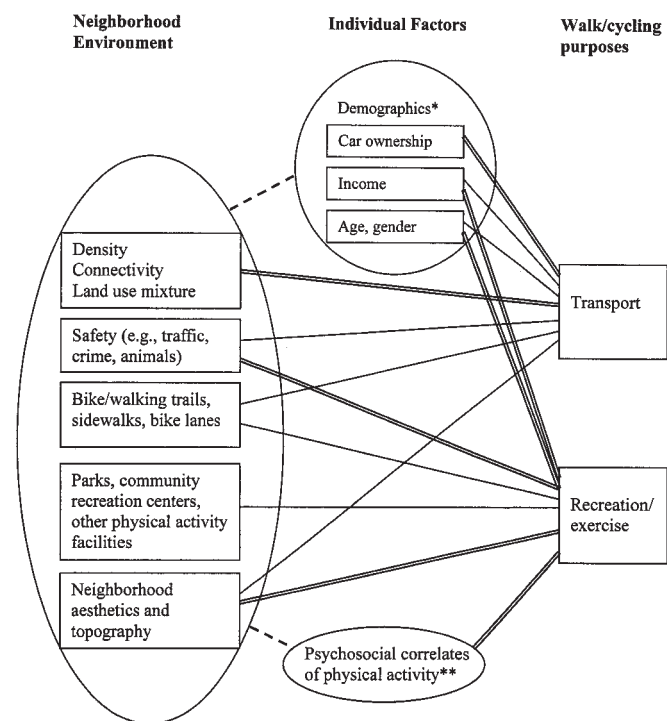 Neighborhood
Environment
Individual Factors
Walk/cycling
purposes
Demographics*
Car ownership
Income
Age, gender
Density
Connectivity
Land use mixture
Safety (e.g., traffic,
crime, animals)
Bike/walking trails,
sidewalks, bike lanes
Parks, community
recreation centers,
other physical activity
facilities
Neighborhood
aesthetics and
topography
Psychosocial correlates
of physical activity**
Transport
Recreation/
exercise